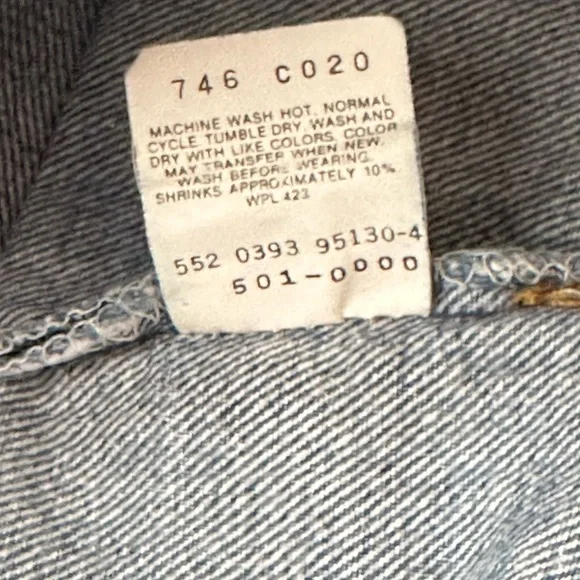 746 C020
MACHINE WASH HOT, NORMAL
CYCLE TUMBLE DRY, WASH AND
DRY WITH LIKE COLORS. COLOR
MAY TRANSFER WHEN NEW.
WASH BEFORE WEARING.
SHRINKS APPROXIMATELY 10%
WPL 423
552 0393 95130-4
501-0000